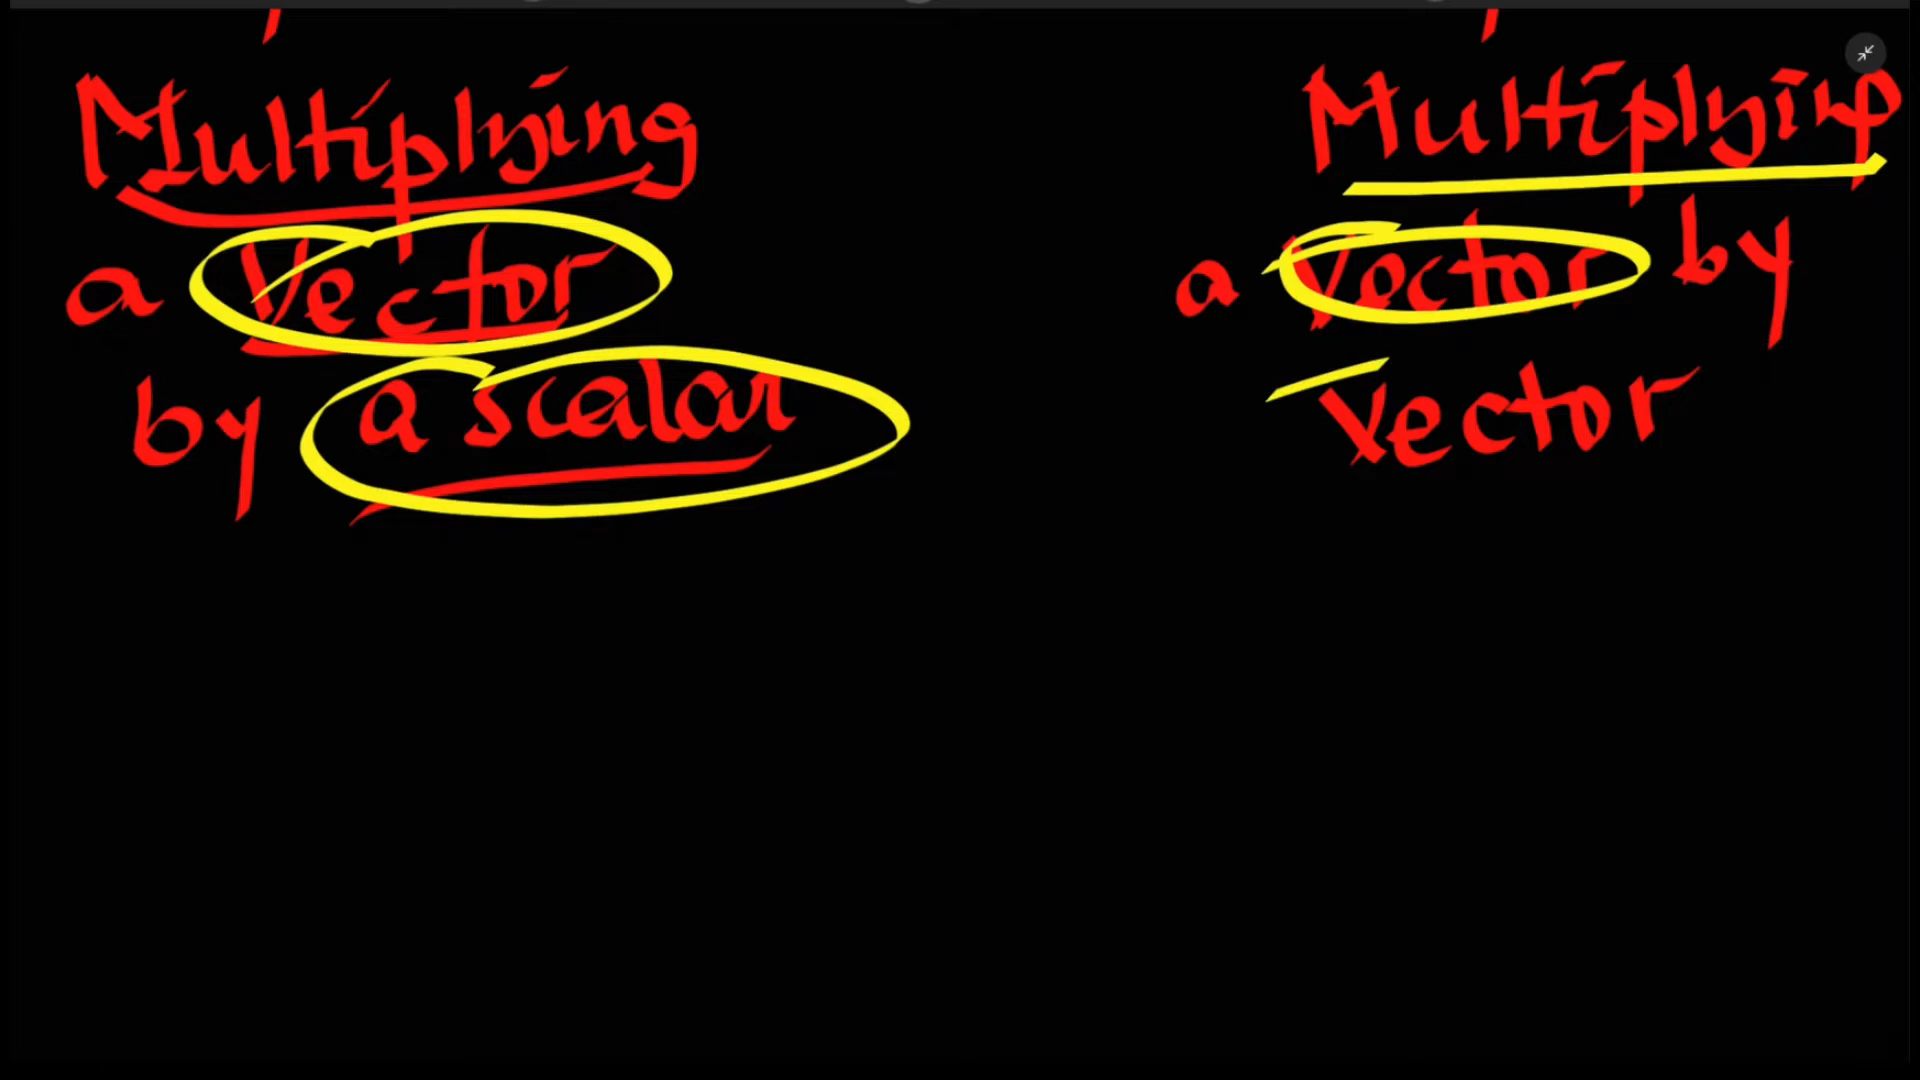 Multiplying
a Vector
by a scalar
Multiplying
a Vector by
Vector